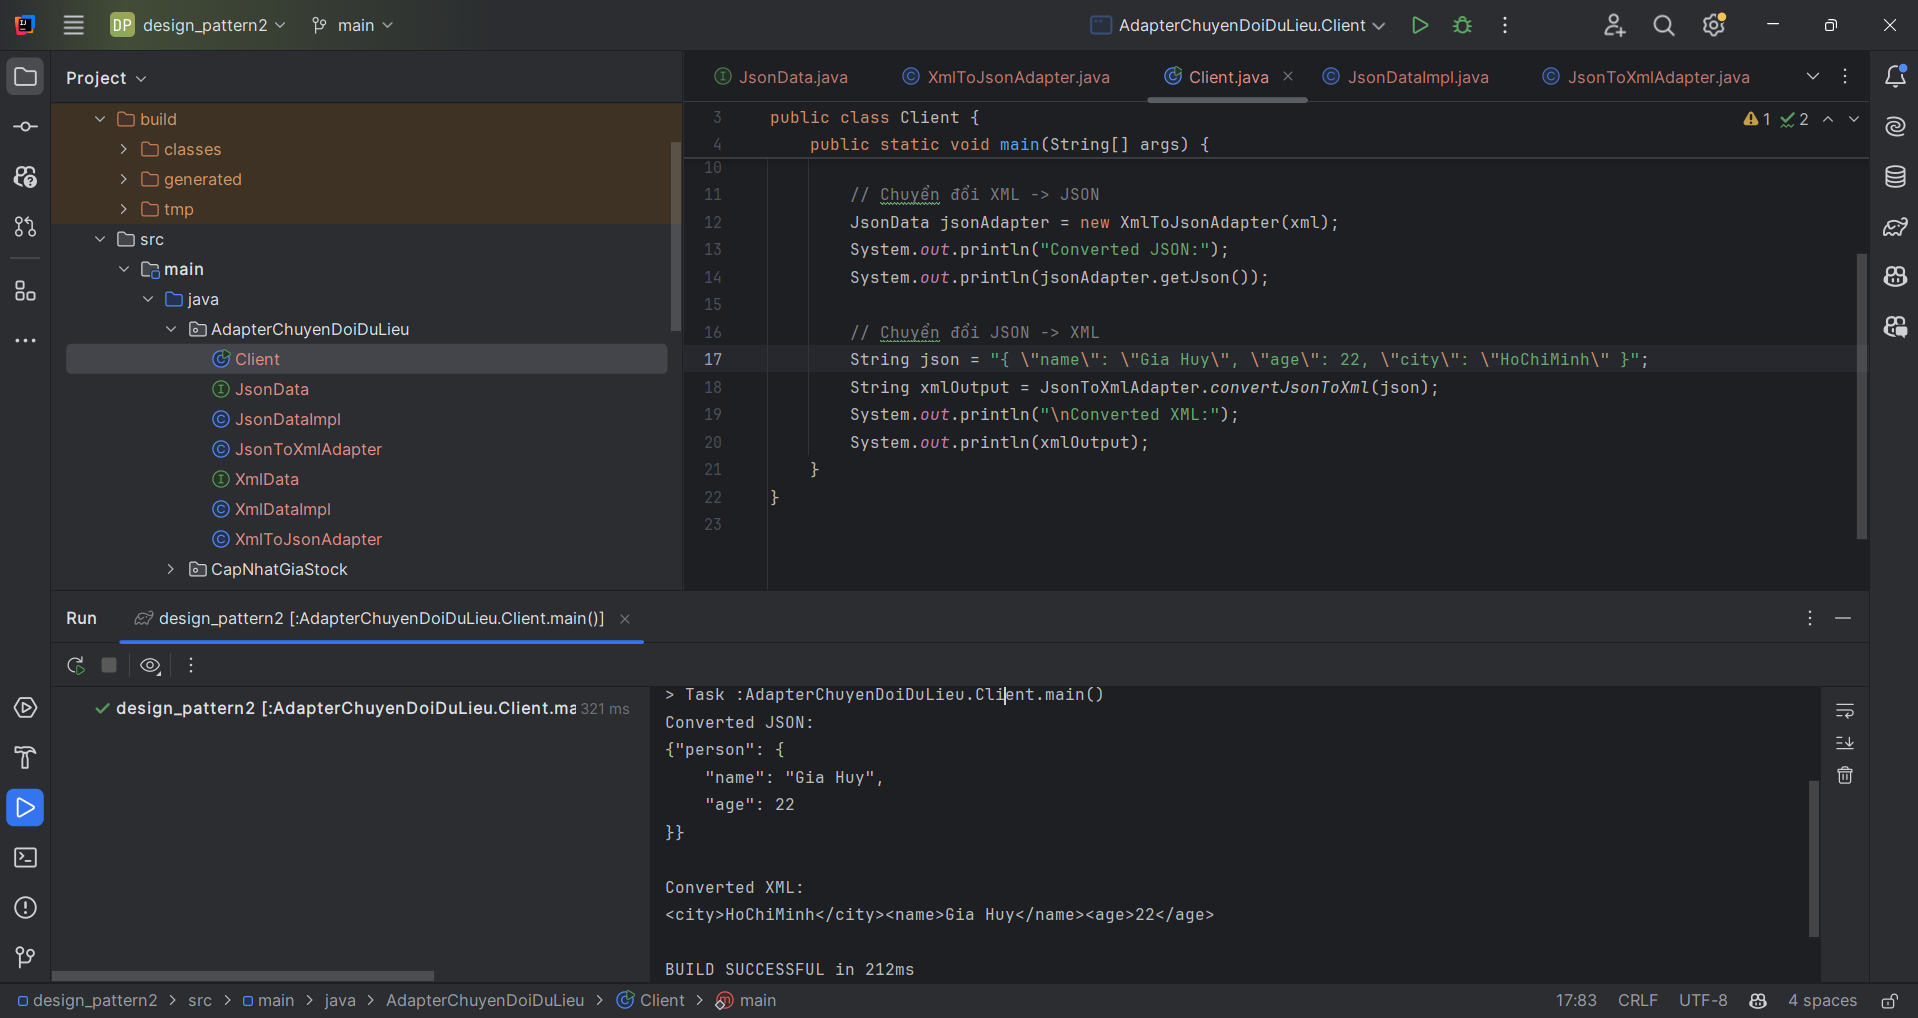 DP design_pattern2 main AdapterChuyenDoiDuLieu.Client
Project
build
classes
generated
tmp
src
main
java
AdapterChuyenDoiDuLieu
Client
JsonData
JsonDataImpl
JsonToXmlAdapter
XmlData
XmlDataImpl
XmlToJsonAdapter
CapNhatGiaStock
JsonData.java XmlToJsonAdapter.java Client.java JsonDataImpl.java JsonToXmlAdapter.java
3 public class Client {
1 2
4 public static void main(String[] args) {
10
11 // Chuyển đổi XML -> JSON
12 JsonData jsonAdapter = new XmlToJsonAdapter(xml);
13 System.out.println("Converted JSON:");
14 System.out.println(jsonAdapter.getJson());
15
16 // Chuyển đổi JSON -> XML
17 String json = "{ \"name\": \"Gia Huy\", \"age\": 22, \"city\": \"HoChiMinh\" }";
18 String xmlOutput = JsonToXmlAdapter.convertJsonToXml(json);
19 System.out.println("\nConverted XML:");
20 System.out.println(xmlOutput);
21 }
22 }
23
Run design_pattern2 [:AdapterChuyenDoiDuLieu.Client.main()]
design_pattern2 [:AdapterChuyenDoiDuLieu.Client.ma 321 ms
> Task :AdapterChuyenDoiDuLieu.Client.main()
Converted JSON:
{"person": {
"name": "Gia Huy",
"age": 22
}}
Converted XML:
<city>HoChiMinh</city><name>Gia Huy</name><age>22</age>
BUILD SUCCESSFUL in 212ms
design_pattern2 > src > main > java > AdapterChuyenDoiDuLieu > Client > main 17:83 CRLF UTF-8 4 spaces